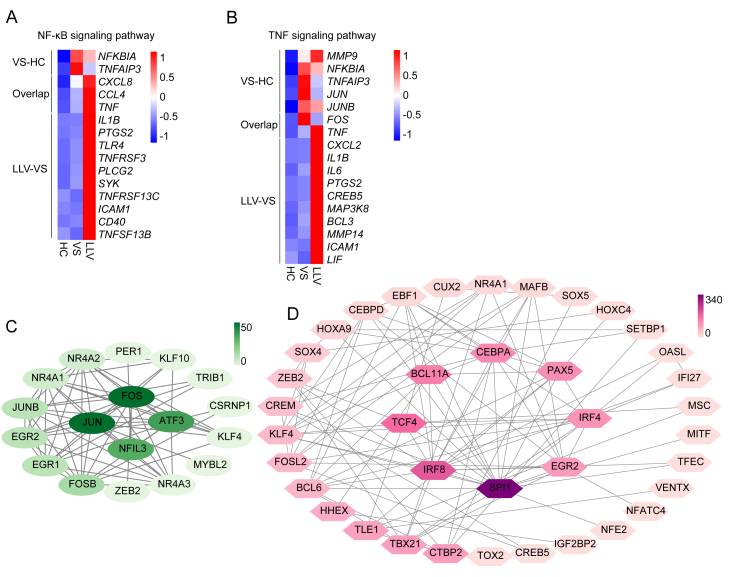 A
NF-κB signaling pathway
VS-HC
Overlap
LLV-VS
NFKBIA
TNFAIP3
CXCL8
CCL4
TNF
IL1B
PTGS2
TLR4
TNFRSF3
PLCG2
SYK
TNFRSF13C
ICAM1
CD40
TNFSF13B
HC
VS
LLV
1
0.5
0
-0.5
-1
B
TNF signaling pathway
VS-HC
Overlap
LLV-VS
MMP9
NFKBIA
TNFAIP3
JUN
JUNB
FOS
TNF
CXCL2
IL1B
IL6
PTGS2
CREB5
MAP3K8
BCL3
MMP14
ICAM1
LIF
HC
VS
LLV
1
0.5
0
-0.5
-1
C
50
0
PER1
NR4A2
KLF10
NR4A1
TRIB1
FOS
JUNB
CSRNP1
JUN
ATF3
EGR2
KLF4
NFIL3
EGR1
MYBL2
FOSB
ZEB2
NR4A3
D
340
0
NR4A1
CUX2
MAFB
EBF1
SOX5
CEBPD
HOXC4
HOXA9
SETBP1
SOX4
CEBPA
OASL
ZEB2
BCL11A
PAX5
IFI27
CREM
MSC
TCF4
IRF4
KLF4
MITF
FOSL2
IRF8
EGR2
TFEC
BCL6
SPI1
VENTX
HHEX
NFATC4
TLE1
NFE2
TBX21
IGF2BP2
CTBP2
TOX2
CREB5